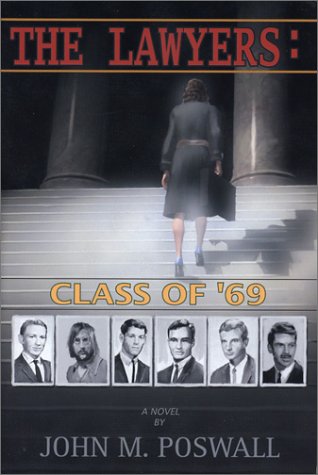 THE LAWYERS:
CLASS OF '69
A NOVEL
BY
JOHN M. POSWALL